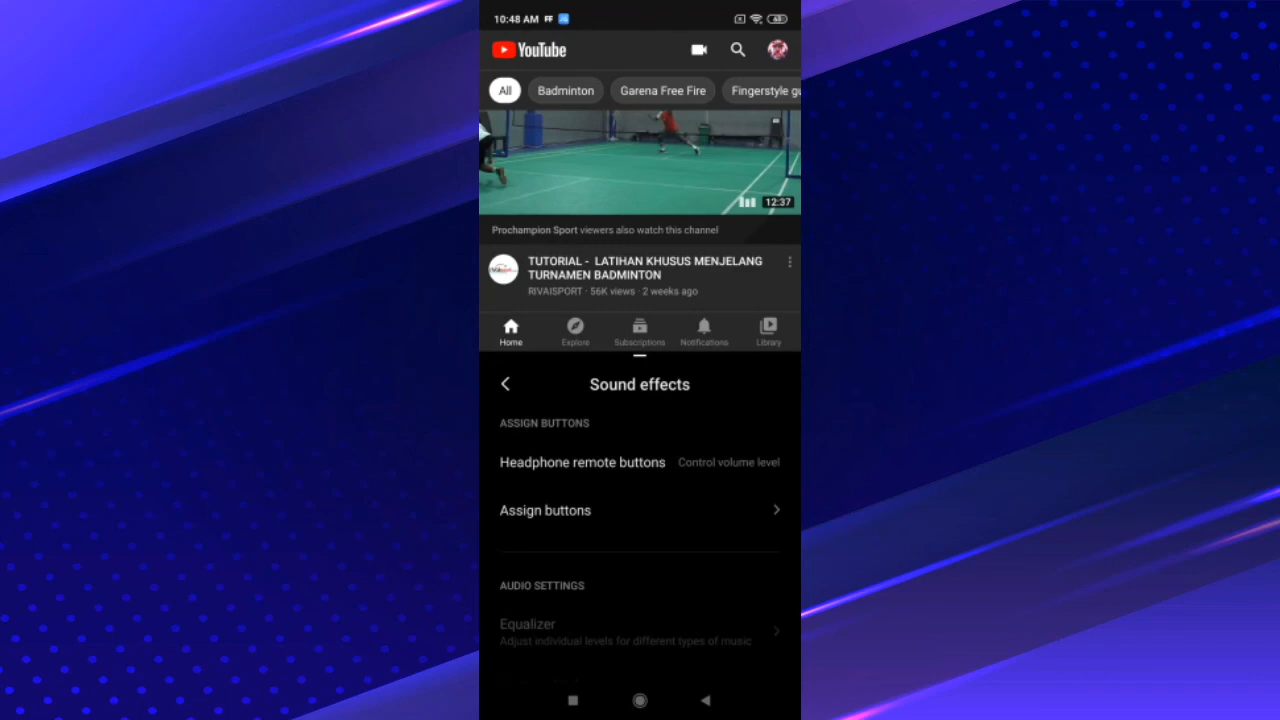 10:48 AM FF
48
YouTube
All
Badminton
Garena Free Fire
Fingerstyle gu
12:37
Prochampion Sport viewers also watch this channel
TUTORIAL - LATIHAN KHUSUS MENJELANG
TURNAMEN BADMINTON
RIVAISPORT · 56K views · 2 weeks ago
Home
Explore
Subscriptions
Notifications
Library
Sound effects
ASSIGN BUTTONS
Headphone remote buttons
Control volume level
Assign buttons
AUDIO SETTINGS
Equalizer
Adjust individual levels for different types of music